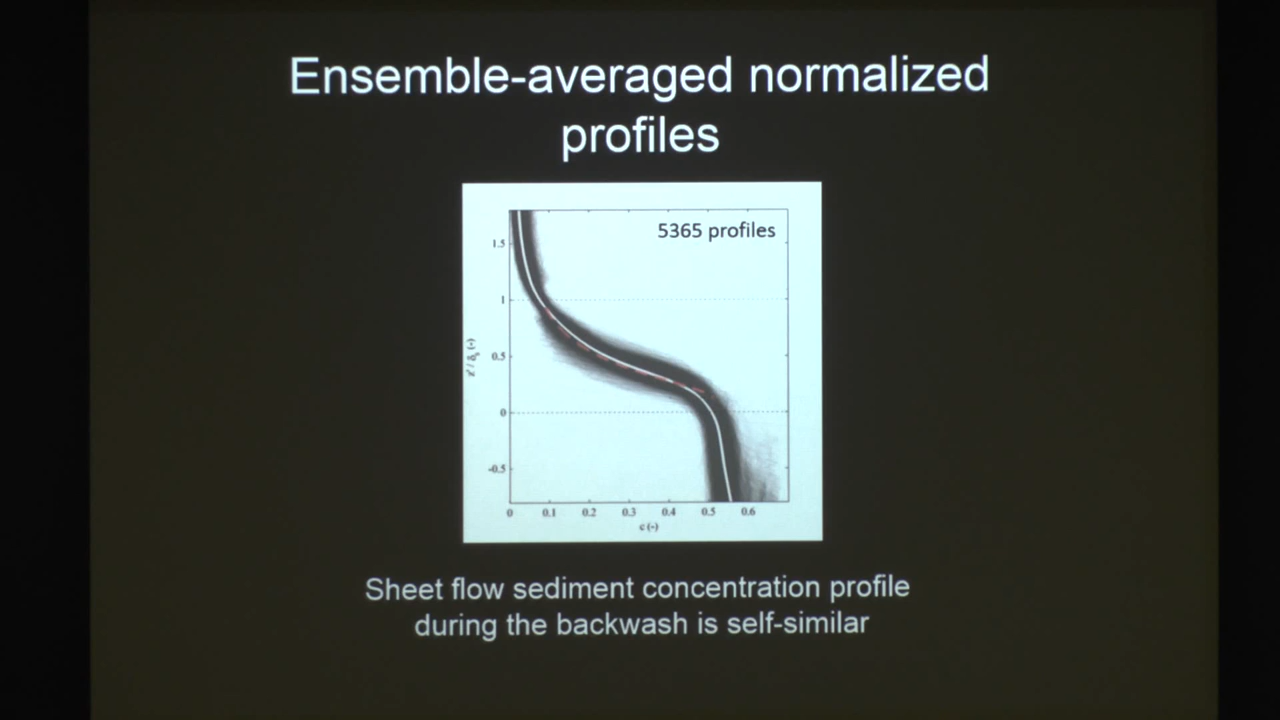 Ensemble-averaged normalized
profiles
5365 profiles
1.5
1
0.5
0
-0.5
0 0.1 0.2 0.3 0.4 0.5 0.6
c (-)
Sheet flow sediment concentration profile
during the backwash is self-similar